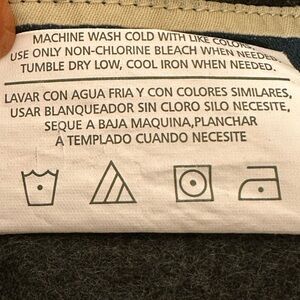 MACHINE WASH COLD WITH LIKE COLORS,
USE ONLY NON-CHLORINE BLEACH WHEN NEEDED,
TUMBLE DRY LOW, COOL IRON WHEN NEEDED.
LAVAR CON AGUA FRIA Y CON COLORES SIMILARES,
USAR BLANQUEADOR SIN CLORO SILO NECESITE,
SEQUE A BAJA MAQUINA,PLANCHAR
A TEMPLADO CUANDO NECESITE